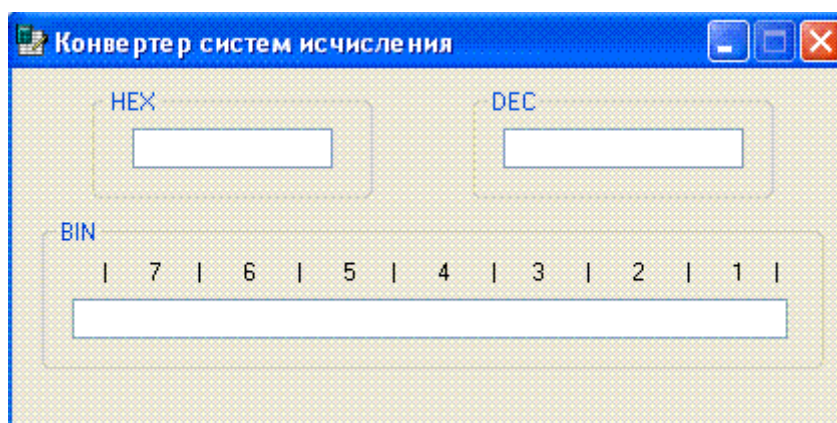 Конвертер систем исчисления
HEX
DEC
BIN
| 7 | 6 | 5 | 4 | 3 | 2 | 1 |